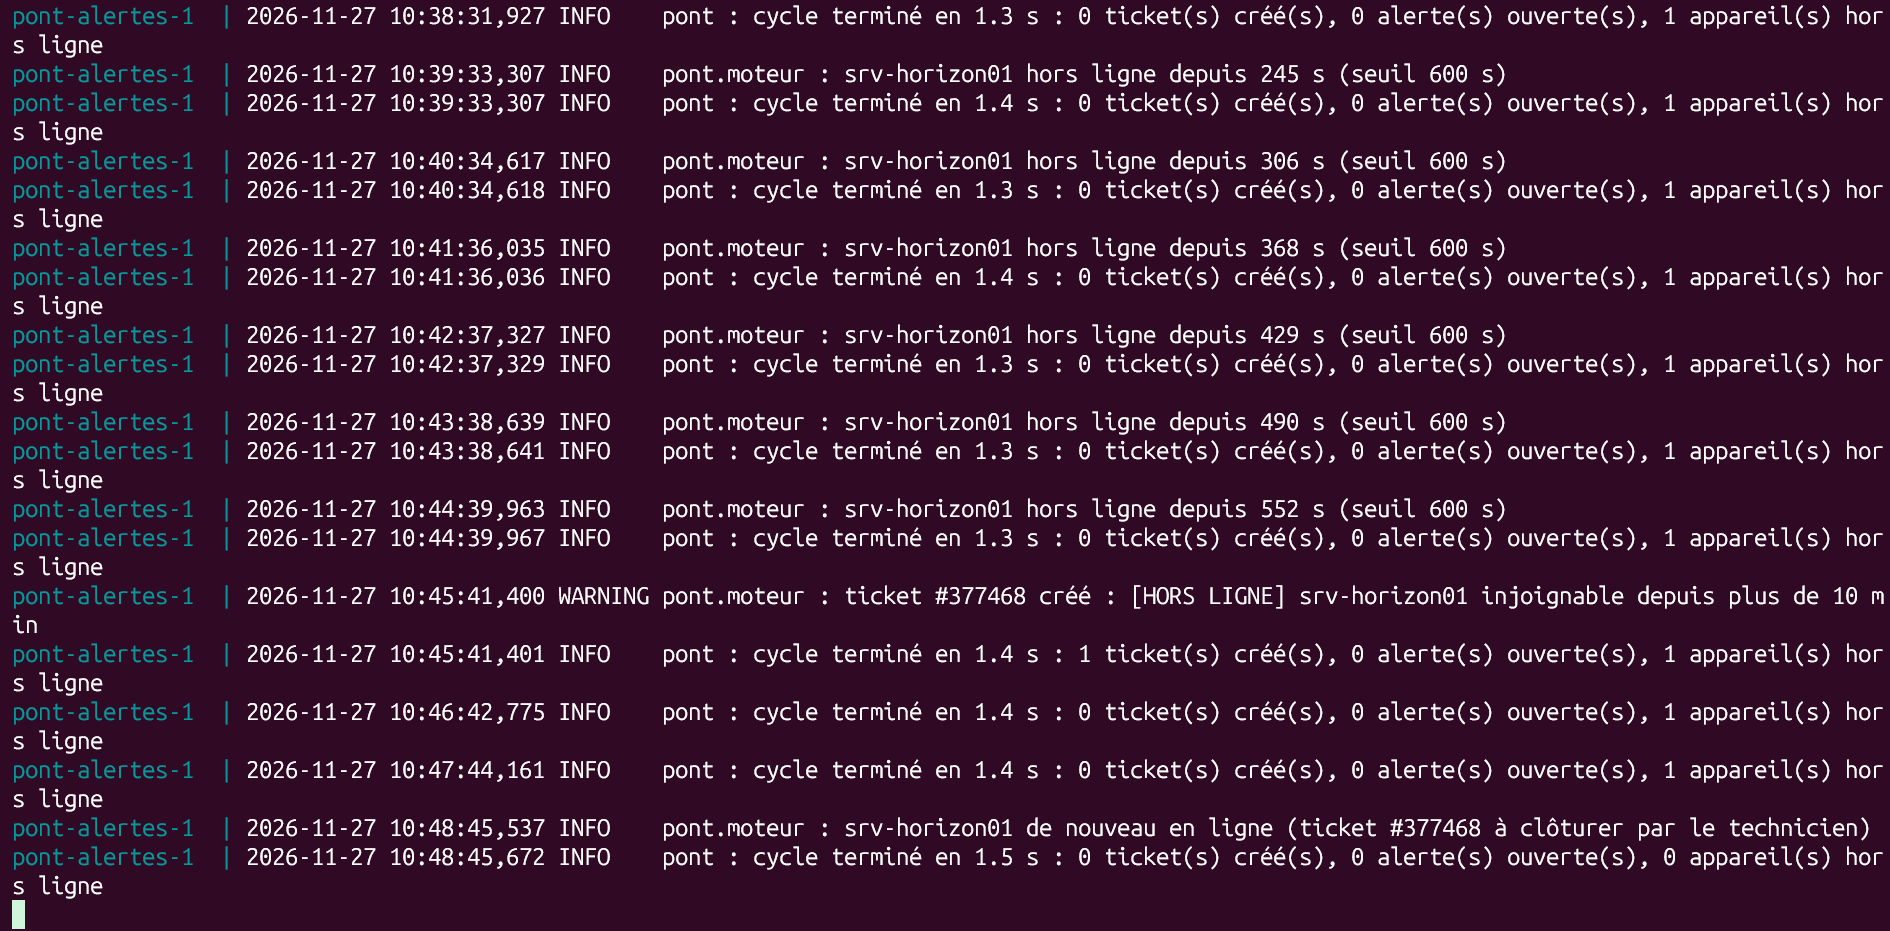 pont-alertes-1  | 2026-11-27 10:38:31,927 INFO    pont : cycle terminé en 1.3 s : 0 ticket(s) créé(s), 0 alerte(s) ouverte(s), 1 appareil(s) hor
s ligne
pont-alertes-1  | 2026-11-27 10:39:33,307 INFO    pont.moteur : srv-horizon01 hors ligne depuis 245 s (seuil 600 s)
pont-alertes-1  | 2026-11-27 10:39:33,307 INFO    pont : cycle terminé en 1.4 s : 0 ticket(s) créé(s), 0 alerte(s) ouverte(s), 1 appareil(s) hor
s ligne
pont-alertes-1  | 2026-11-27 10:40:34,617 INFO    pont.moteur : srv-horizon01 hors ligne depuis 306 s (seuil 600 s)
pont-alertes-1  | 2026-11-27 10:40:34,618 INFO    pont : cycle terminé en 1.3 s : 0 ticket(s) créé(s), 0 alerte(s) ouverte(s), 1 appareil(s) hor
s ligne
pont-alertes-1  | 2026-11-27 10:41:36,035 INFO    pont.moteur : srv-horizon01 hors ligne depuis 368 s (seuil 600 s)
pont-alertes-1  | 2026-11-27 10:41:36,036 INFO    pont : cycle terminé en 1.4 s : 0 ticket(s) créé(s), 0 alerte(s) ouverte(s), 1 appareil(s) hor
s ligne
pont-alertes-1  | 2026-11-27 10:42:37,327 INFO    pont.moteur : srv-horizon01 hors ligne depuis 429 s (seuil 600 s)
pont-alertes-1  | 2026-11-27 10:42:37,329 INFO    pont : cycle terminé en 1.3 s : 0 ticket(s) créé(s), 0 alerte(s) ouverte(s), 1 appareil(s) hor
s ligne
pont-alertes-1  | 2026-11-27 10:43:38,639 INFO    pont.moteur : srv-horizon01 hors ligne depuis 490 s (seuil 600 s)
pont-alertes-1  | 2026-11-27 10:43:38,641 INFO    pont : cycle terminé en 1.3 s : 0 ticket(s) créé(s), 0 alerte(s) ouverte(s), 1 appareil(s) hor
s ligne
pont-alertes-1  | 2026-11-27 10:44:39,963 INFO    pont.moteur : srv-horizon01 hors ligne depuis 552 s (seuil 600 s)
pont-alertes-1  | 2026-11-27 10:44:39,967 INFO    pont : cycle terminé en 1.3 s : 0 ticket(s) créé(s), 0 alerte(s) ouverte(s), 1 appareil(s) hor
s ligne
pont-alertes-1  | 2026-11-27 10:45:41,400 WARNING pont.moteur : ticket #377468 créé : [HORS LIGNE] srv-horizon01 injoignable depuis plus de 10 m
in
pont-alertes-1  | 2026-11-27 10:45:41,401 INFO    pont : cycle terminé en 1.4 s : 1 ticket(s) créé(s), 0 alerte(s) ouverte(s), 1 appareil(s) hor
s ligne
pont-alertes-1  | 2026-11-27 10:46:42,775 INFO    pont : cycle terminé en 1.4 s : 0 ticket(s) créé(s), 0 alerte(s) ouverte(s), 1 appareil(s) hor
s ligne
pont-alertes-1  | 2026-11-27 10:47:44,161 INFO    pont : cycle terminé en 1.4 s : 0 ticket(s) créé(s), 0 alerte(s) ouverte(s), 1 appareil(s) hor
s ligne
pont-alertes-1  | 2026-11-27 10:48:45,537 INFO    pont.moteur : srv-horizon01 de nouveau en ligne (ticket #377468 à clôturer par le technicien)
pont-alertes-1  | 2026-11-27 10:48:45,672 INFO    pont : cycle terminé en 1.5 s : 0 ticket(s) créé(s), 0 alerte(s) ouverte(s), 0 appareil(s) hor
s ligne